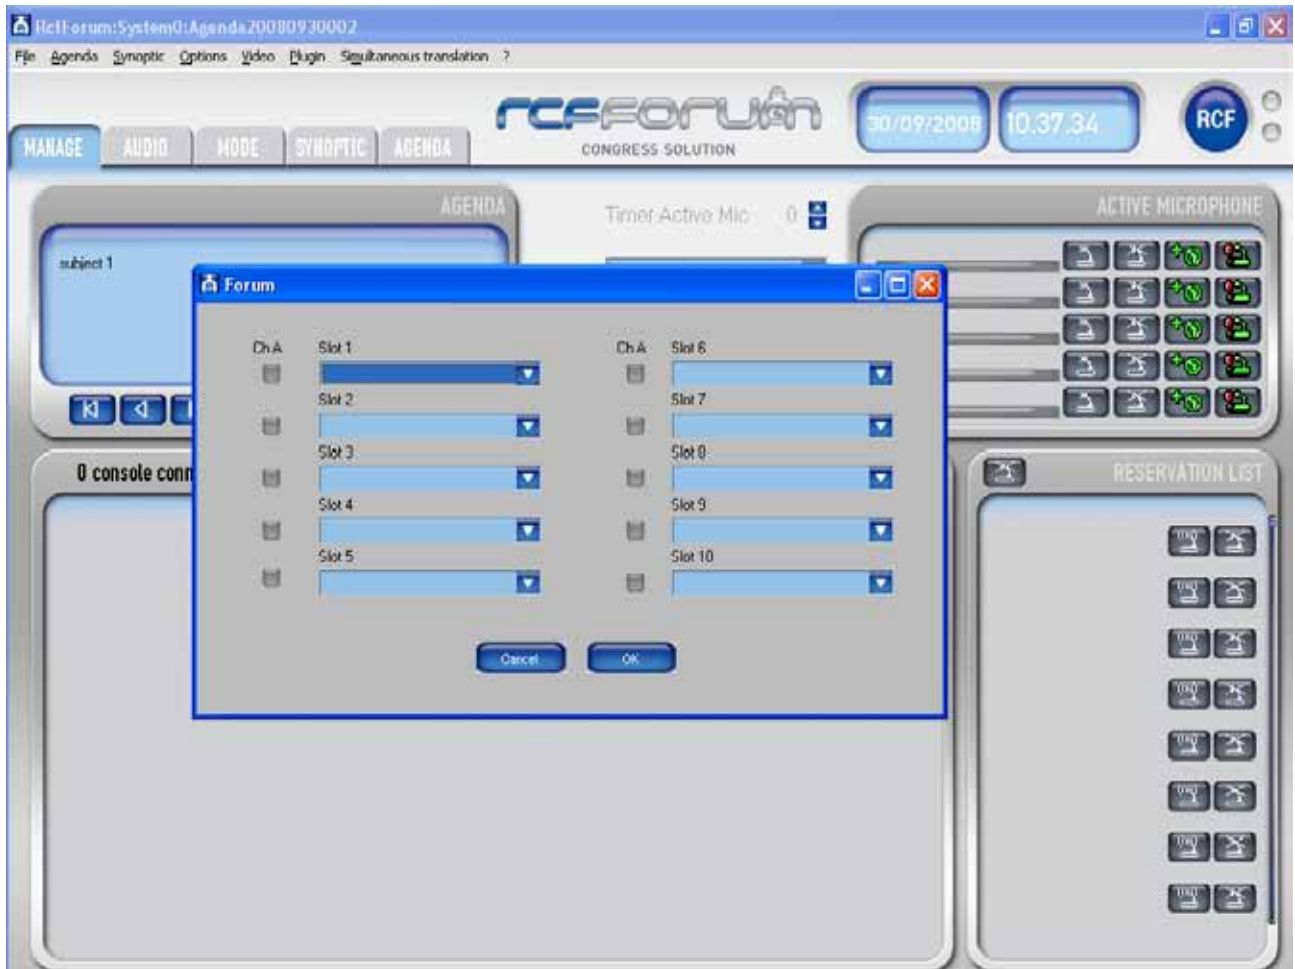 RcfForum:System0:Agenda20080930002
File Agenda Synoptic Options Video Plugin Simultaneous translation ?
RCF FORUM
CONGRESS SOLUTION
30/09/2008 10.37.34 RCF
MANAGE AUDIO MODE SYNOPTIC AGENDA
AGENDA
Timer Active Mic 0
ACTIVE MICROPHONE
subject 1
Forum
Ch A Slot 1 Ch A Slot 6
Slot 2 Slot 7
Slot 3 Slot 8
Slot 4 Slot 9
Slot 5 Slot 10
Cancel OK
0 console conn
RESERVATION LIST